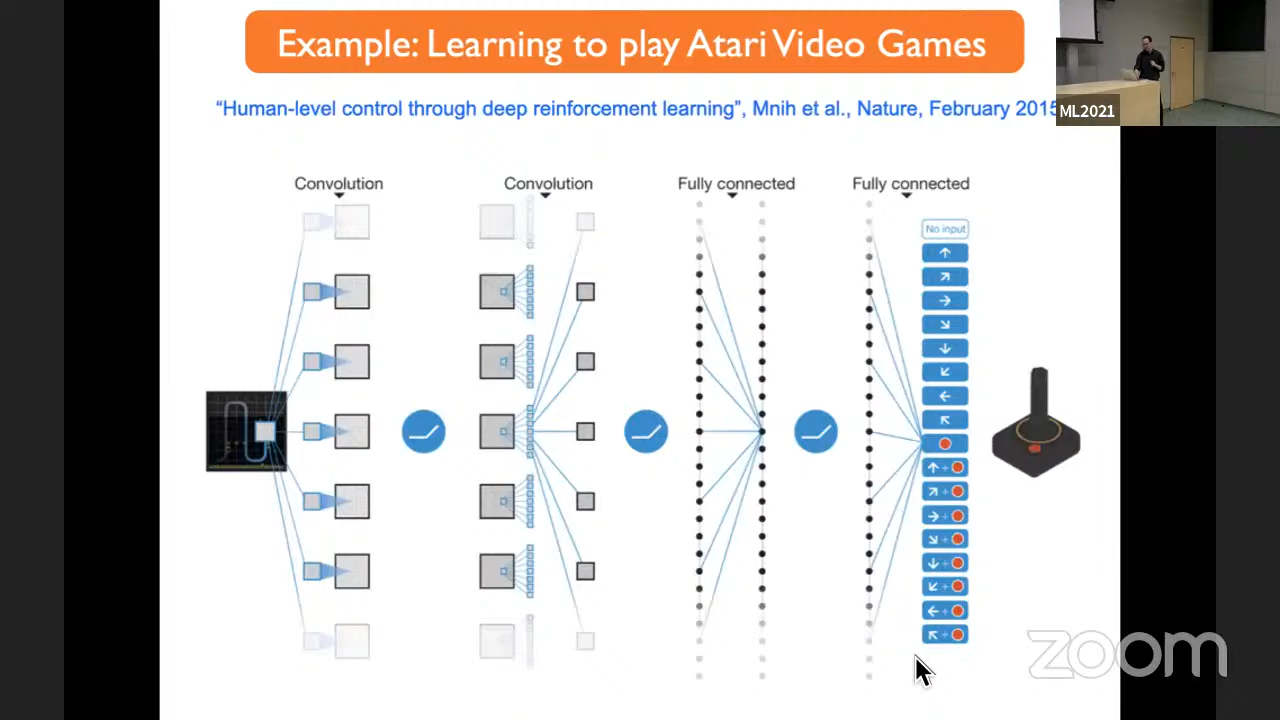 Example: Learning to play Atari Video Games
“Human-level control through deep reinforcement learning”, Mnih et al., Nature, February 2015
ML2021
Convolution
Convolution
Fully connected
Fully connected
No input
zoom